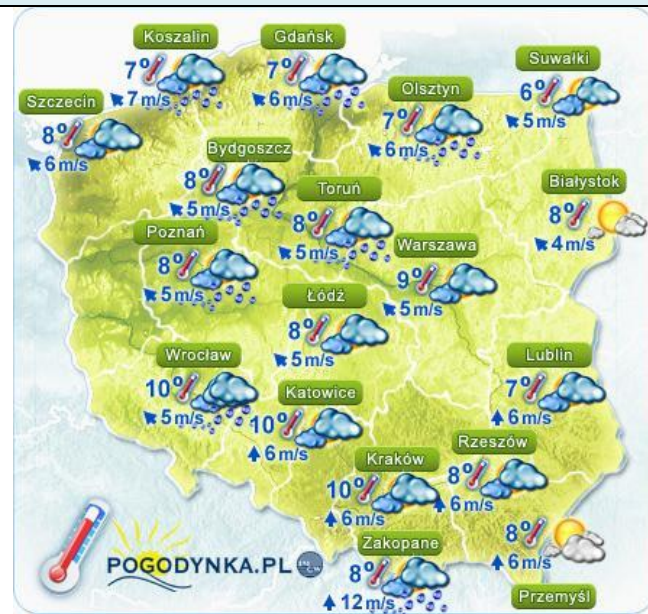 Koszalin
7°
7 m/s
Gdańsk
7°
6 m/s
Suwałki
6°
5 m/s
Szczecin
8°
6 m/s
Olsztyn
7°
6 m/s
Bydgoszcz
8°
5 m/s
Toruń
8°
5 m/s
Białystok
8°
4 m/s
Poznań
8°
5 m/s
Warszawa
9°
5 m/s
Łódź
8°
5 m/s
Wrocław
10°
5 m/s
Katowice
10°
6 m/s
Lublin
7°
6 m/s
Kraków
10°
6 m/s
Rzeszów
8°
6 m/s
Zakopane
8°
12 m/s
8°
6 m/s
Przemyśl
POGODYNKA.PL